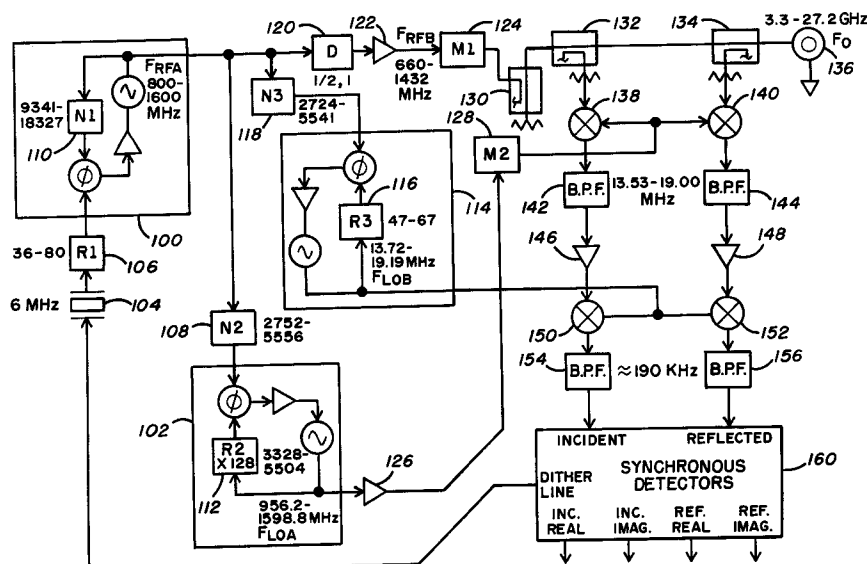 120
122
F RFB
124
132
134
3.3-27.2 GHz
Fo
136
D
M1
1/2, 1
660-
1432
MHz
130
F RFA
800-
1600
MHz
9341-
18327
N1
110
ϕ
100
N3
118
2724-
5541
128
M2
138
140
ϕ
116
114
R3
47-67
13.72-
19.19 MHz
F LOB
142
B.P.F.
13.53-19.00
MHz
B.P.F.
144
36-80
R1
106
6 MHz
104
146
148
108
N2
2752-
5556
150
152
154
B.P.F.
≈190 KHz
B.P.F.
156
102
ϕ
R2
X128
3328-
5504
112
126
956.2-
1598.8 MHz
F LOA
INCIDENT
REFLECTED
160
DITHER
LINE
SYNCHRONOUS
DETECTORS
INC.
REAL
INC.
IMAG.
REF.
REAL
REF.
IMAG.